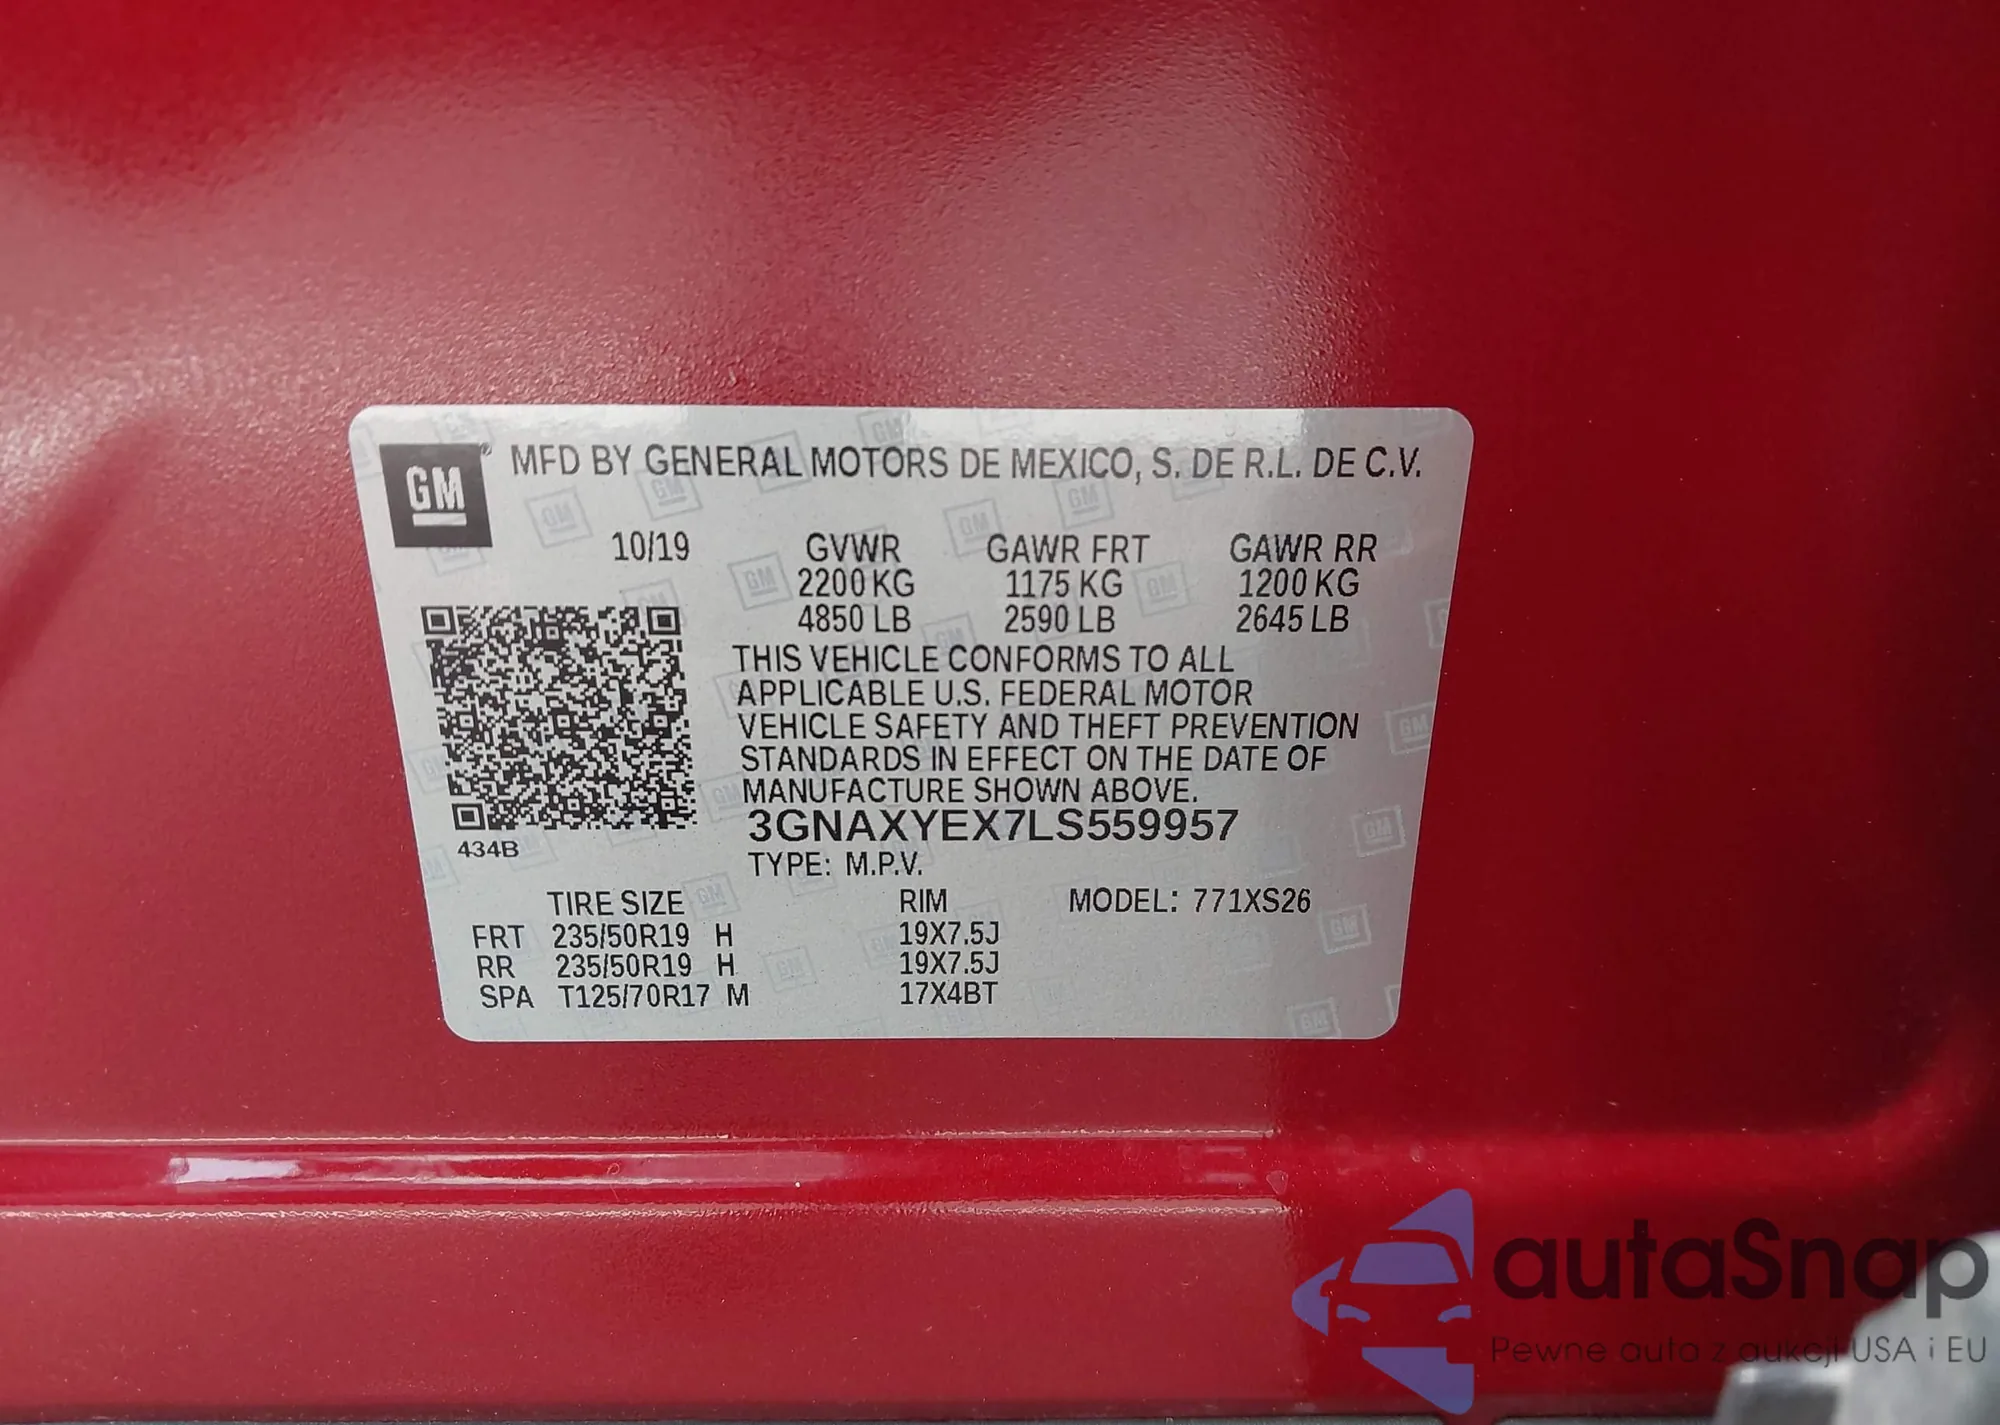 GM MFD BY GENERAL MOTORS DE MEXICO, S. DE R.L. DE C.V.
10/19 GVWR GAWR FRT GAWR RR
2200 KG 1175 KG 1200 KG
4850 LB 2590 LB 2645 LB
THIS VEHICLE CONFORMS TO ALL
APPLICABLE U.S. FEDERAL MOTOR
VEHICLE SAFETY AND THEFT PREVENTION
STANDARDS IN EFFECT ON THE DATE OF
MANUFACTURE SHOWN ABOVE.
3GNAXYEX7LS559957
434B
TYPE: M.P.V.
TIRE SIZE RIM MODEL: 771XS26
FRT 235/50R19 H 19X7.5J
RR 235/50R19 H 19X7.5J
SPA T125/70R17 M 17X4BT
autaSnap
Pewne auta z aukcji USA i EU